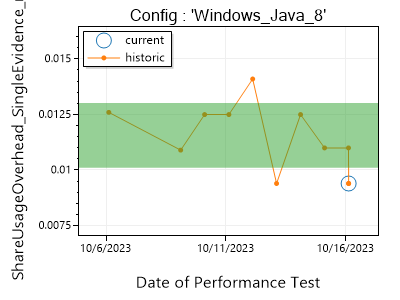 Config : 'Windows_Java_8'
current
historic
ShareUsageOverhead_SingleEvidence_
0.015
0.0125
0.01
0.0075
10/6/2023
10/11/2023
10/16/2023
Date of Performance Test